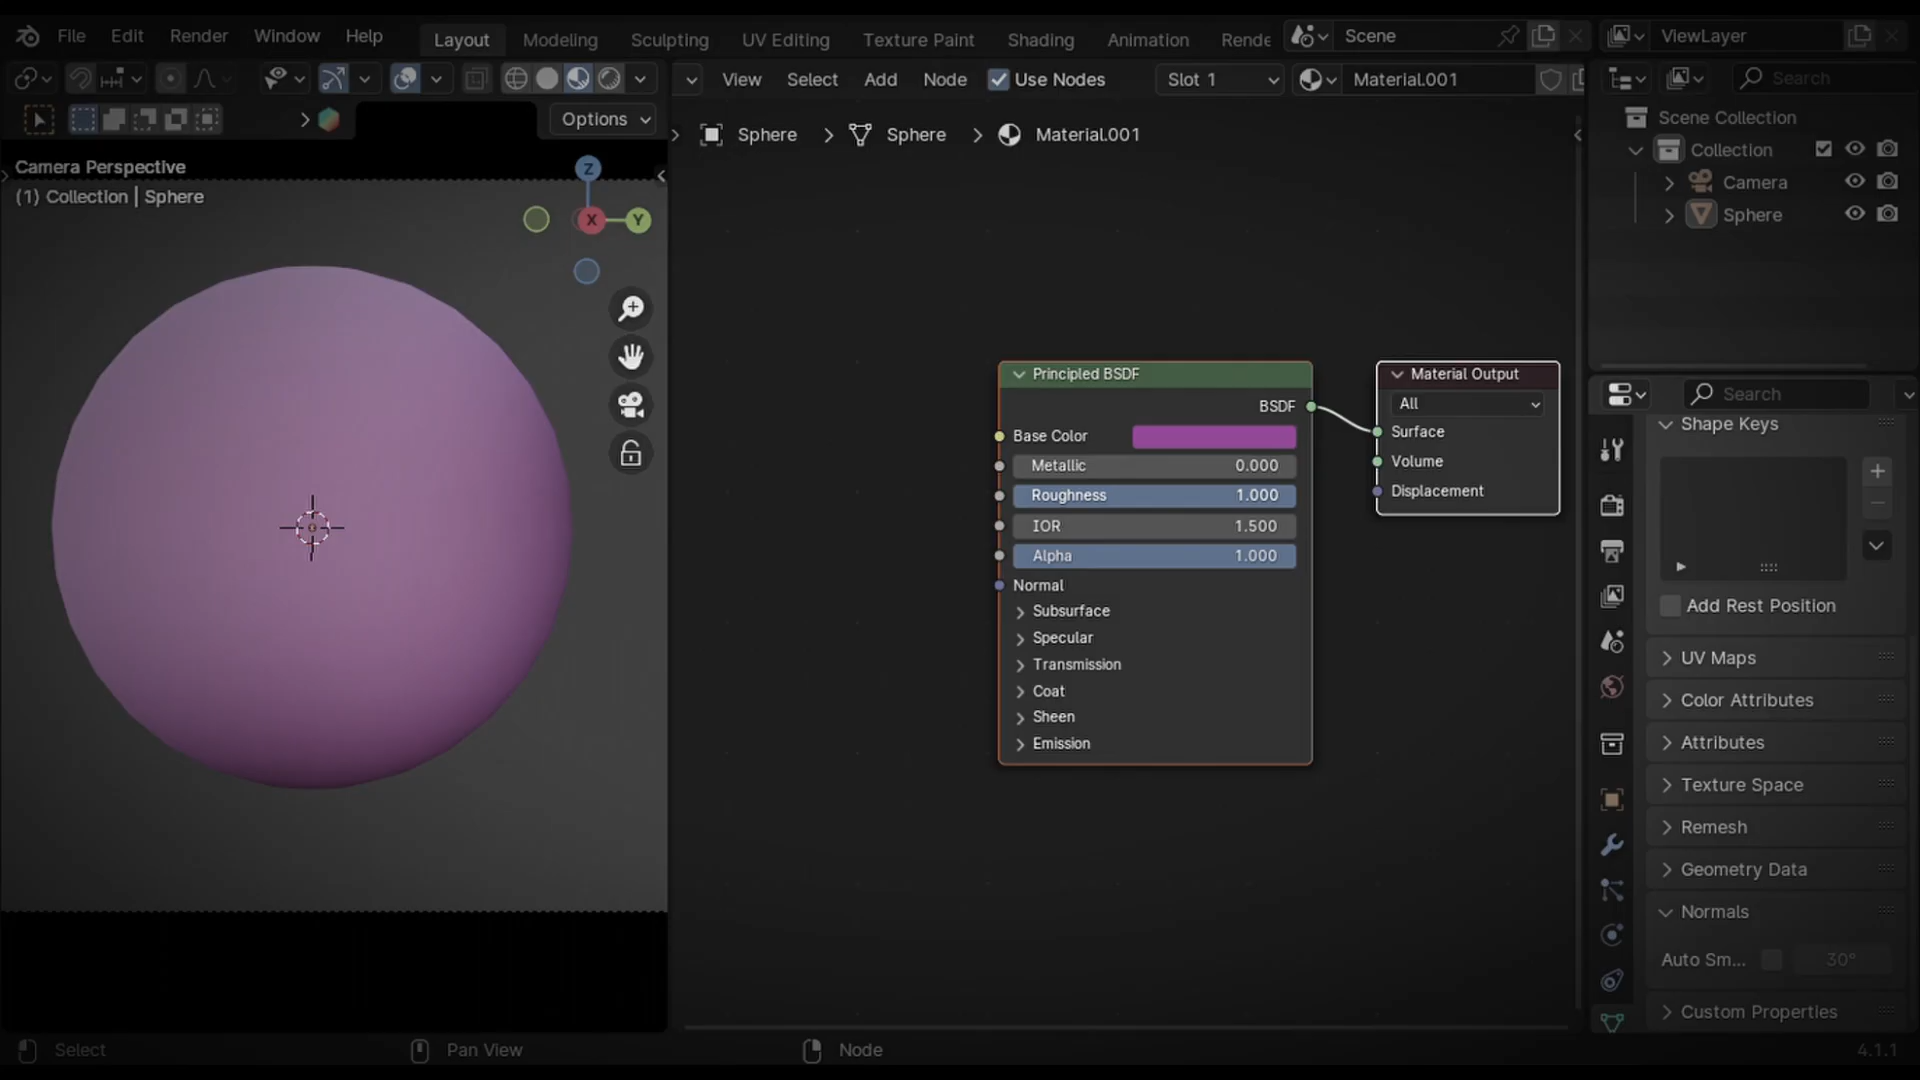 File Edit Render Window Help Layout Modeling Sculpting UV Editing Texture Paint Shading Animation Rende Scene ViewLayer
View Select Add Node Use Nodes Slot 1 Material.001 Search
Options
Camera Perspective
(1) Collection | Sphere
Z
X
Y
Sphere Sphere Material.001
Scene Collection
Collection
Camera
Sphere
Principled BSDF
BSDF
Base Color
Metallic 0.000
Roughness 1.000
IOR 1.500
Alpha 1.000
Normal
Subsurface
Specular
Transmission
Coat
Sheen
Emission
Material Output
All
Surface
Volume
Displacement
Search
Shape Keys
Add Rest Position
UV Maps
Color Attributes
Attributes
Texture Space
Remesh
Geometry Data
Normals
Auto Sm... 30°
Custom Properties
Select Pan View Node 4.1.1